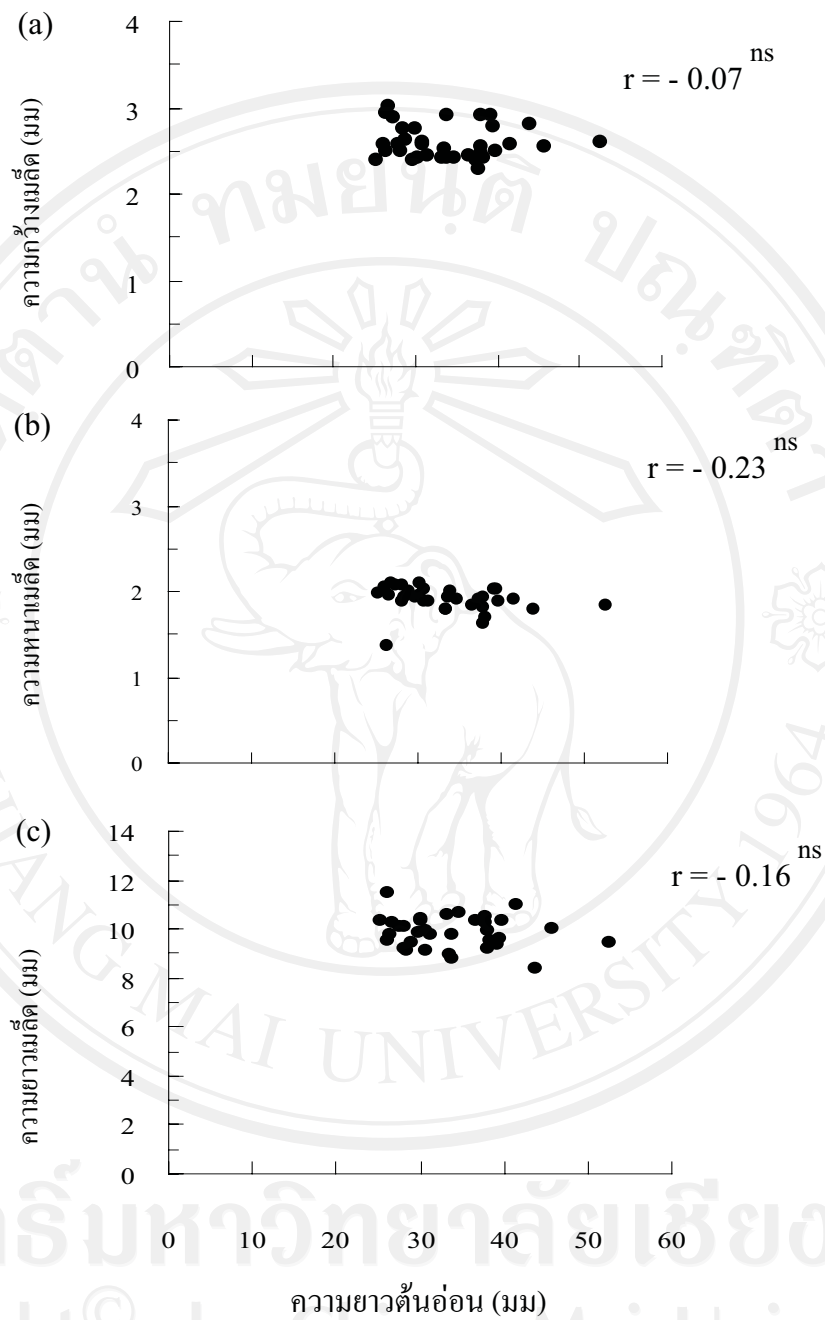 (a)
r = - 0.07 ns
ความกว้างเมล็ด (มม)
4
3
2
1
0
(b)
r = - 0.23 ns
ความหนาเมล็ด (มม)
4
3
2
1
0
(c)
r = - 0.16 ns
ความยาวเมล็ด (มม)
14
12
10
8
6
4
2
0
0 10 20 30 40 50 60
ความยาวต้นอ่อน (มม)
MAI UNIVERSITY 1964